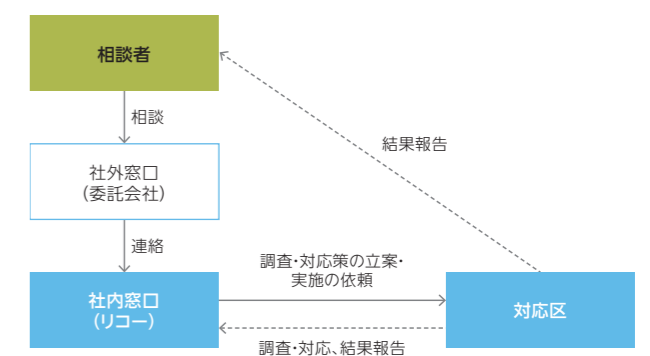 相談者
相談
結果報告
社外窓口
(委託会社)
連絡
調査・対応策の立案・
実施の依頼
社内窓口
(リコー)
対応区
調査・対応、結果報告